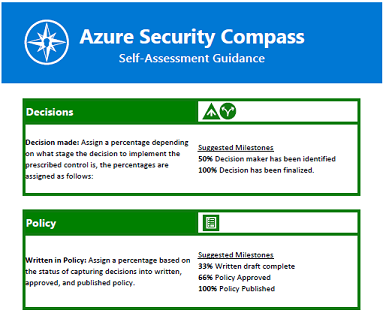 Azure Security Compass
Self-Assessment Guidance
Decisions
Decision made: Assign a percentage depending
on what stage the decision to implement the
prescribed control is, the percentages are
assigned as follows:
Suggested Milestones
50% Decision maker has been identified
100% Decision has been finalized.
Policy
Written in Policy: Assign a percentage based on
the status of capturing decisions into written,
approved, and published policy.
Suggested Milestones
33% Written draft complete
66% Policy Approved
100% Policy Published